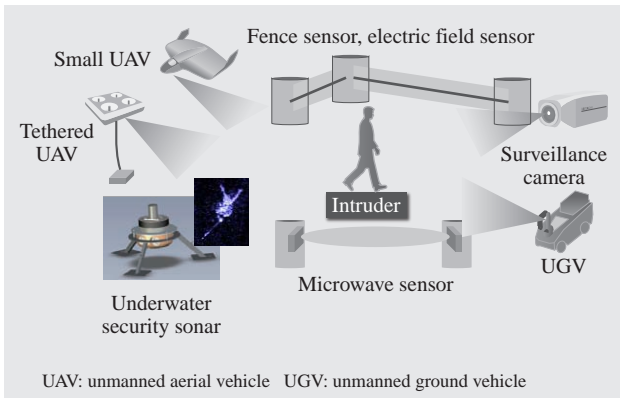 Fence sensor, electric field sensor
Small UAV
Tethered
UAV
Surveillance
camera
Intruder
UGV
Microwave sensor
Underwater
security sonar
UAV: unmanned aerial vehicle UGV: unmanned ground vehicle